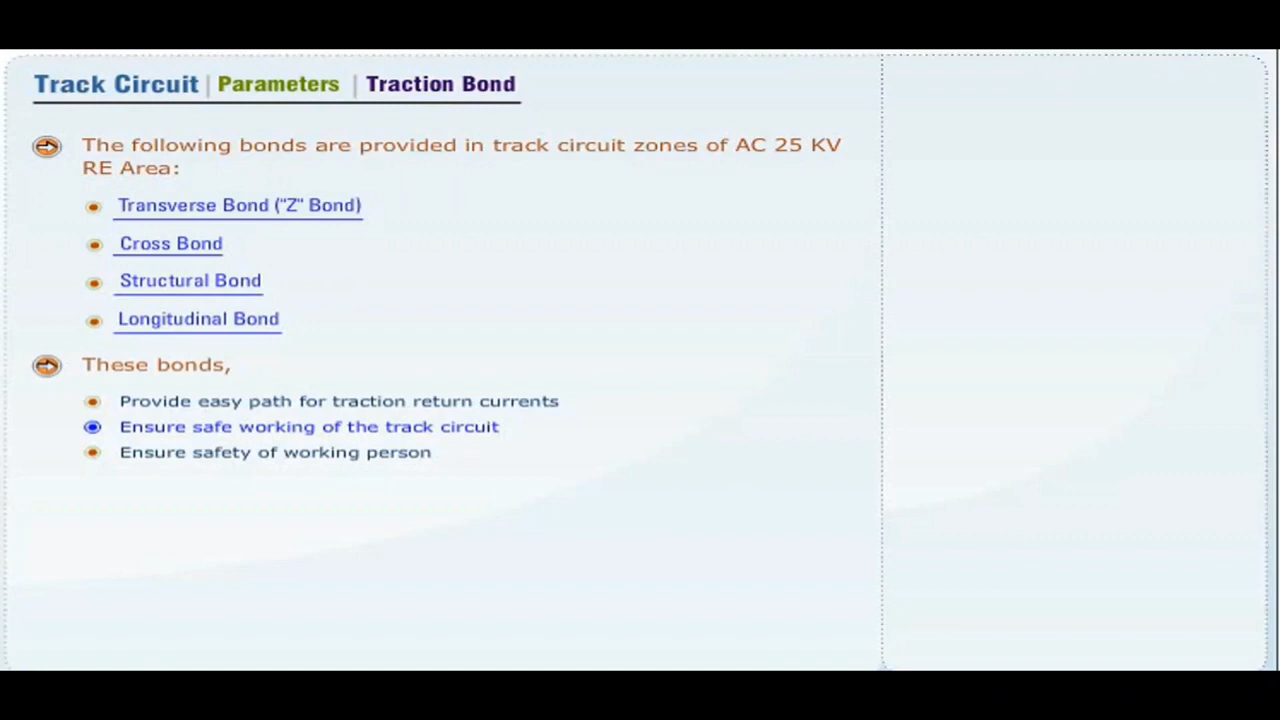 Track Circuit | Parameters | Traction Bond
The following bonds are provided in track circuit zones of AC 25 KV
RE Area:
Transverse Bond ("Z" Bond)
Cross Bond
Structural Bond
Longitudinal Bond
These bonds,
Provide easy path for traction return currents
Ensure safe working of the track circuit
Ensure safety of working person